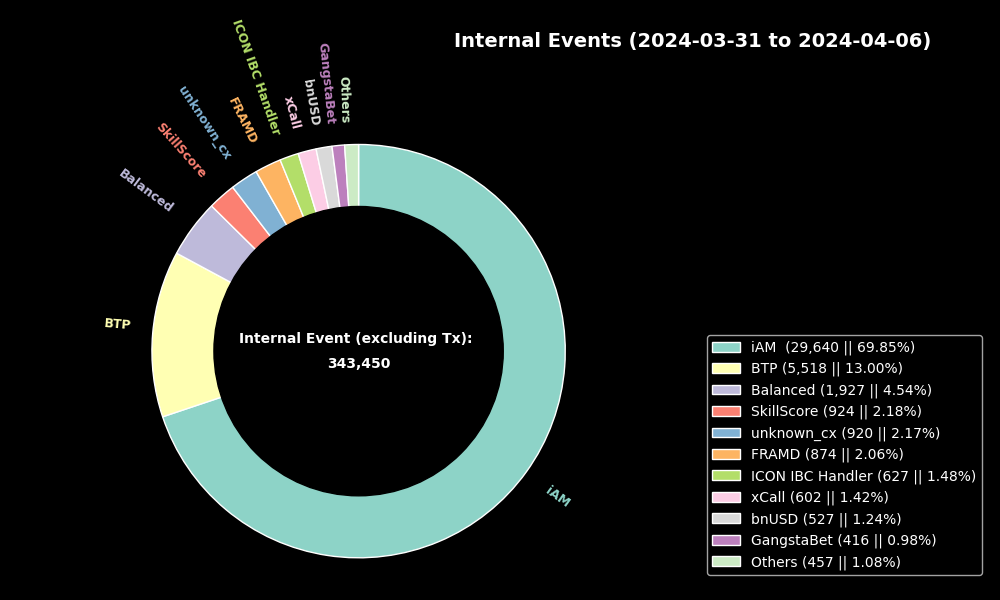 Internal Events (2024-03-31 to 2024-04-06)
Others
GangstaBet
bnUSD
xCall
ICON IBC Handler
FRAMD
unknown_cx
SkillScore
Balanced
BTP
iAM
Internal Event (excluding Tx):
343,450
iAM  (29,640 || 69.85%)
BTP (5,518 || 13.00%)
Balanced (1,927 || 4.54%)
SkillScore (924 || 2.18%)
unknown_cx (920 || 2.17%)
FRAMD (874 || 2.06%)
ICON IBC Handler (627 || 1.48%)
xCall (602 || 1.42%)
bnUSD (527 || 1.24%)
GangstaBet (416 || 0.98%)
Others (457 || 1.08%)